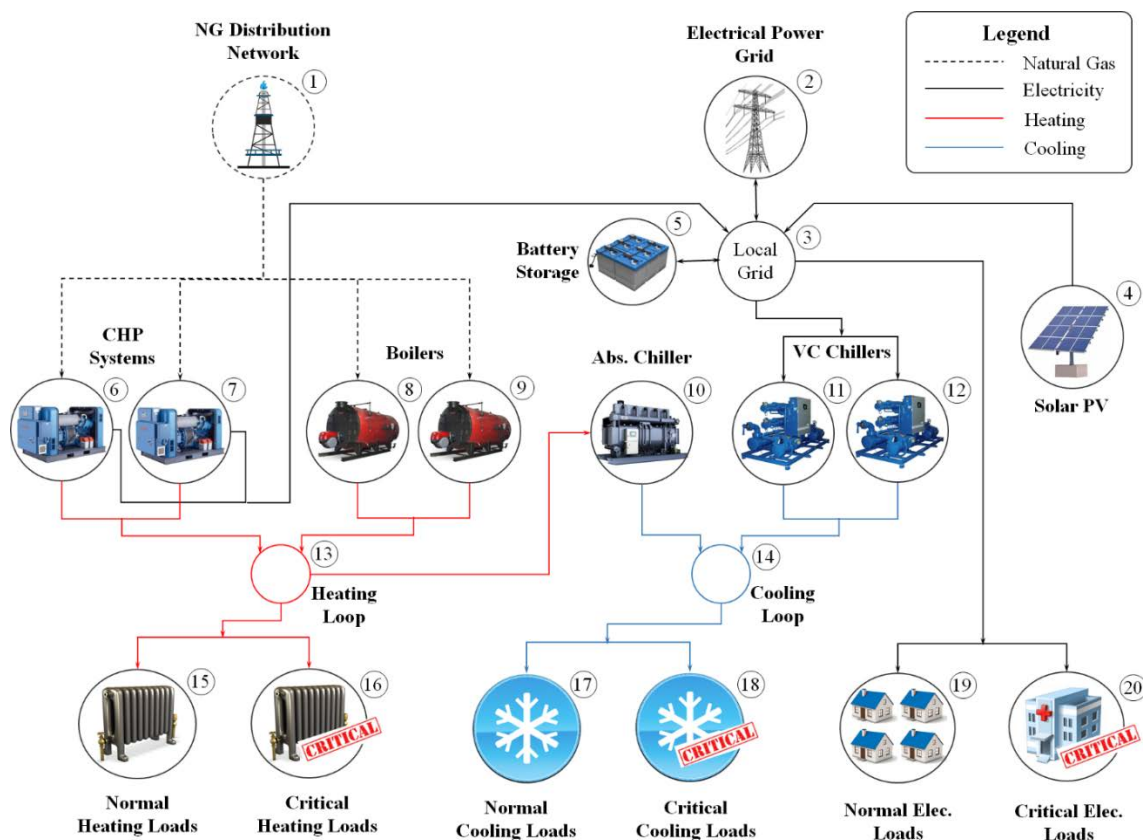 NG Distribution
Network
1
Electrical Power
Grid
2
Legend
Natural Gas
Electricity
Heating
Cooling
5
Battery
Storage
Local
Grid
3
4
Solar PV
CHP
Systems
6
7
Boilers
8
9
Abs. Chiller
10
VC Chillers
11
12
13
Heating
Loop
14
Cooling
Loop
15
Normal
Heating Loads
16
CRITICAL
Critical
Heating Loads
17
Normal
Cooling Loads
18
CRITICAL
Critical
Cooling Loads
19
Normal Elec.
Loads
20
CRITICAL
Critical Elec.
Loads